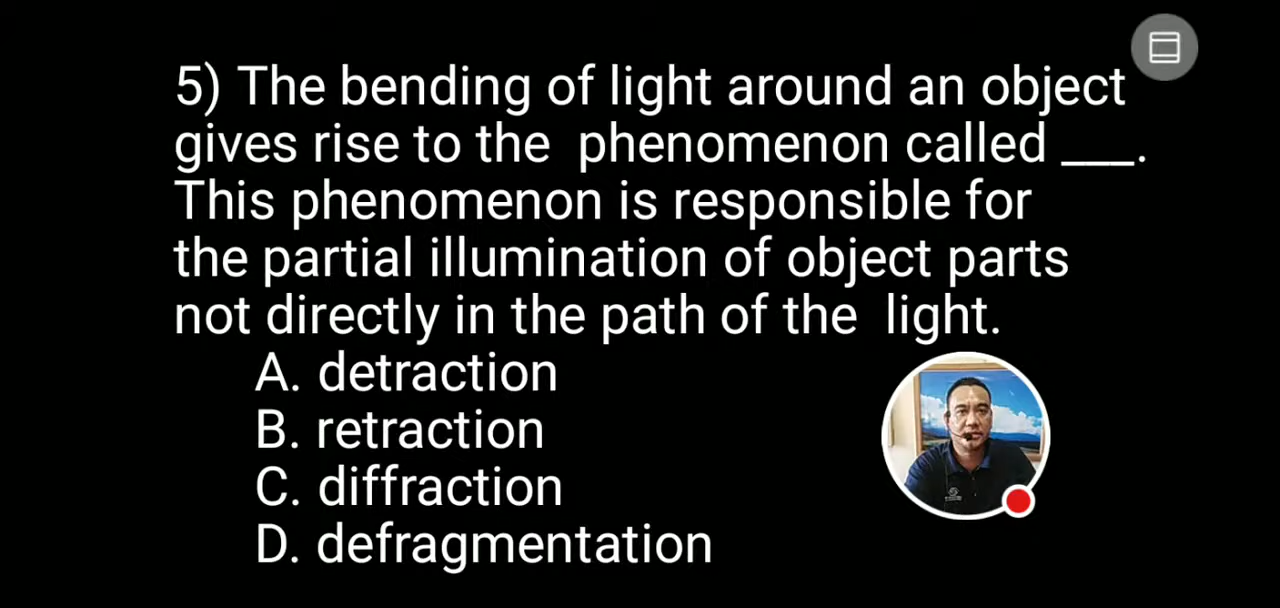 5) The bending of light around an object
gives rise to the phenomenon called ___.
This phenomenon is responsible for
the partial illumination of object parts
not directly in the path of the light.
A. detraction
B. retraction
C. diffraction
D. defragmentation